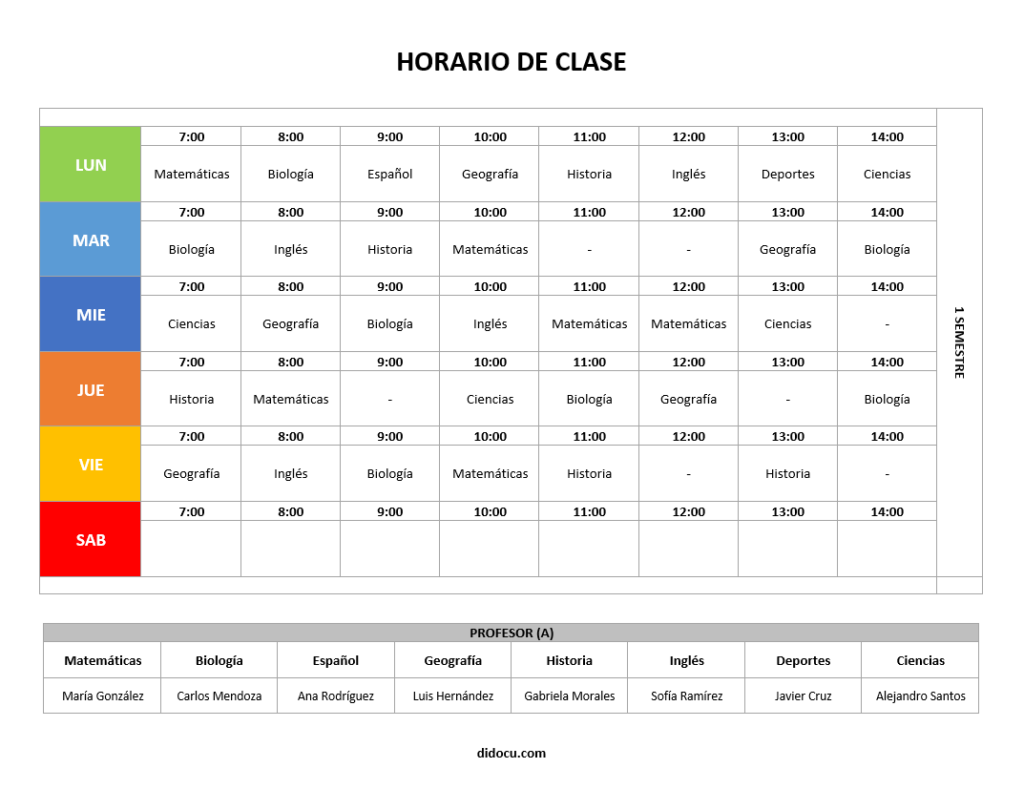 HORARIO DE CLASE
7:00 8:00 9:00 10:00 11:00 12:00 13:00 14:00
LUN
Matemáticas Biología Español Geografía Historia Inglés Deportes Ciencias
7:00 8:00 9:00 10:00 11:00 12:00 13:00 14:00
MAR
Biología Inglés Historia Matemáticas - - Geografía Biología
7:00 8:00 9:00 10:00 11:00 12:00 13:00 14:00
MIE
Ciencias Geografía Biología Inglés Matemáticas Matemáticas Ciencias -
7:00 8:00 9:00 10:00 11:00 12:00 13:00 14:00
JUE
Historia Matemáticas - Ciencias Biología Geografía - Biología
7:00 8:00 9:00 10:00 11:00 12:00 13:00 14:00
VIE
Geografía Inglés Biología Matemáticas Historia - Historia -
7:00 8:00 9:00 10:00 11:00 12:00 13:00 14:00
SAB
1 SEMESTRE
PROFESOR (A)
Matemáticas Biología Español Geografía Historia Inglés Deportes Ciencias
María González Carlos Mendoza Ana Rodríguez Luis Hernández Gabriela Morales Sofía Ramírez Javier Cruz Alejandro Santos
didocu.com